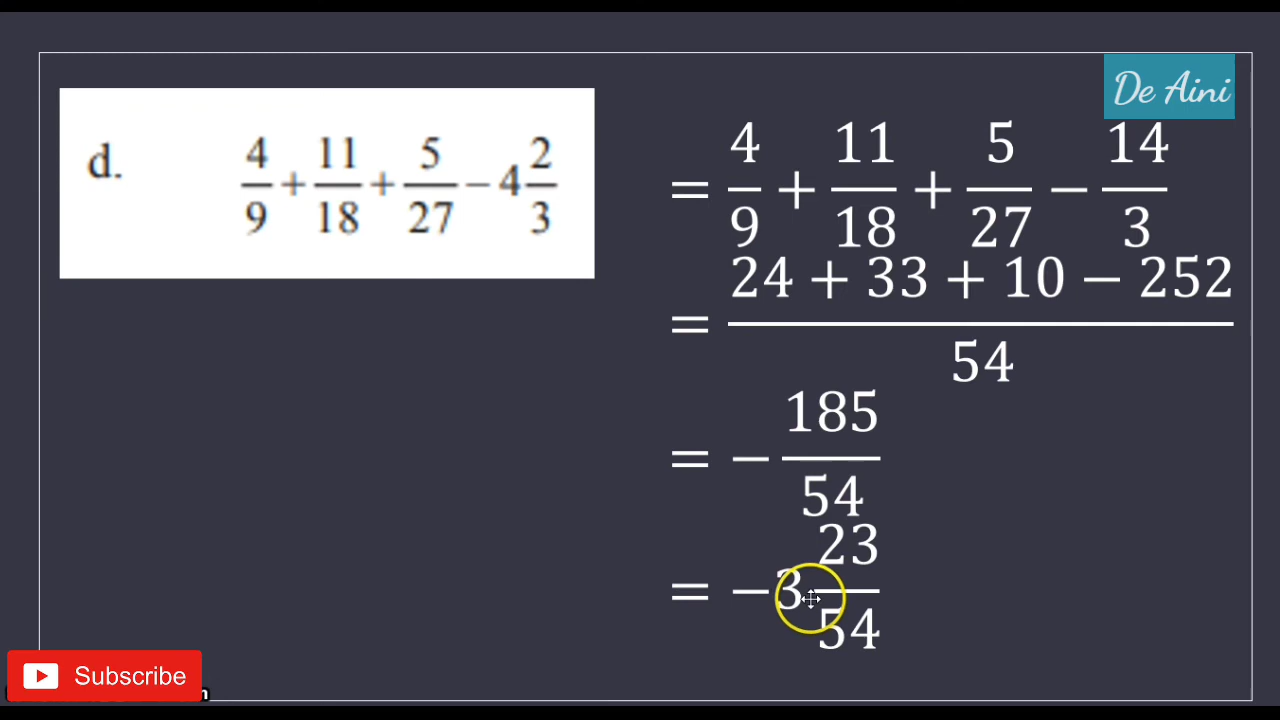 De Aini
d. 4/9 + 11/18 + 5/27 − 4 2/3
= 4/9 + 11/18 + 5/27 − 14/3
= (24 + 33 + 10 − 252)/54
= − 185/54
= −3 23/54
Subscribe